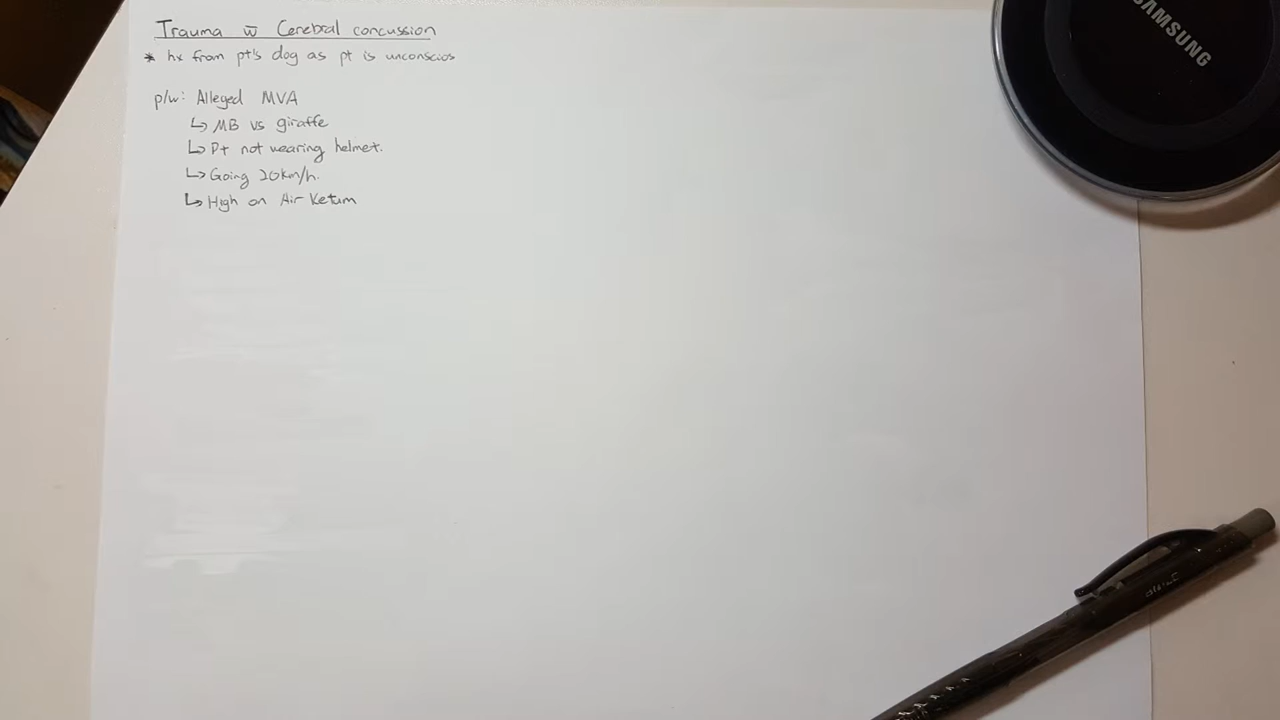 Trauma w̄ Cerebral concussion
* hx from pt's dog as pt is unconscios
p/w: Alleged MVA
↳ MB vs giraffe
↳ Pt not wearing helmet.
↳ Going 20km/h.
↳ High on Air Ketum
SAMSUNG